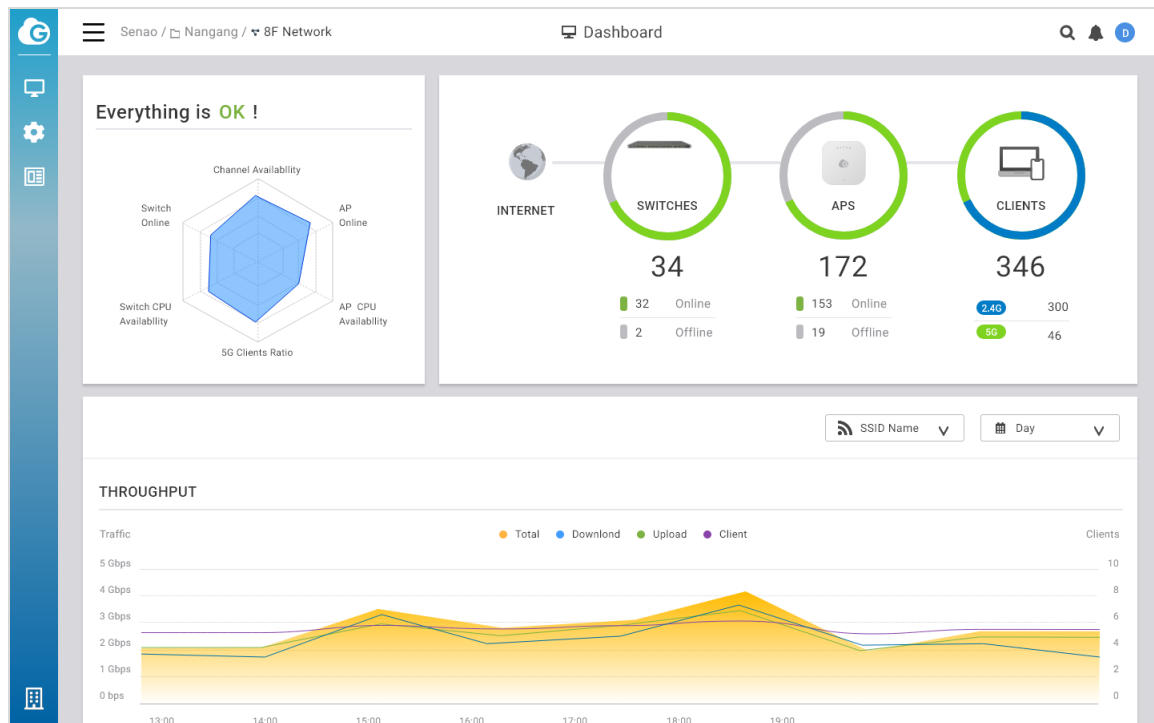 G
Senao / Nangang / 8F Network
Dashboard
D
Everything is OK !
Channel Availability
AP
Online
AP CPU
Availability
5G Clients Ratio
Switch CPU
Availability
Switch
Online
INTERNET
SWITCHES
34
32 Online
2 Offline
APS
172
153 Online
19 Offline
CLIENTS
346
2.4G 300
5G 46
SSID Name
Day
THROUGHPUT
Traffic
Total Downlond Upload Client
Clients
5 Gbps
4 Gbps
3 Gbps
2 Gbps
1 Gbps
0 bps
10
8
6
4
2
0
13:00 14:00 15:00 16:00 17:00 18:00 19:00